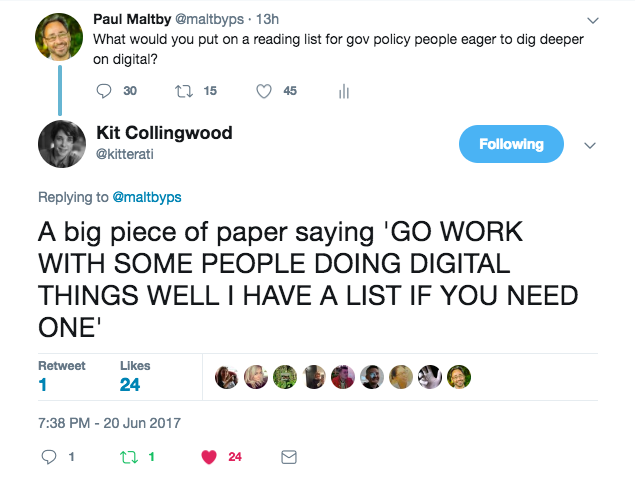 Paul Maltby @maltbyps · 13h
What would you put on a reading list for gov policy people eager to dig deeper
on digital?
30 15 45
Kit Collingwood
@kitterati
Following
Replying to @maltbyps
A big piece of paper saying 'GO WORK
WITH SOME PEOPLE DOING DIGITAL
THINGS WELL I HAVE A LIST IF YOU NEED
ONE'
Retweet Likes
1 24
7:38 PM - 20 Jun 2017
1 1 24